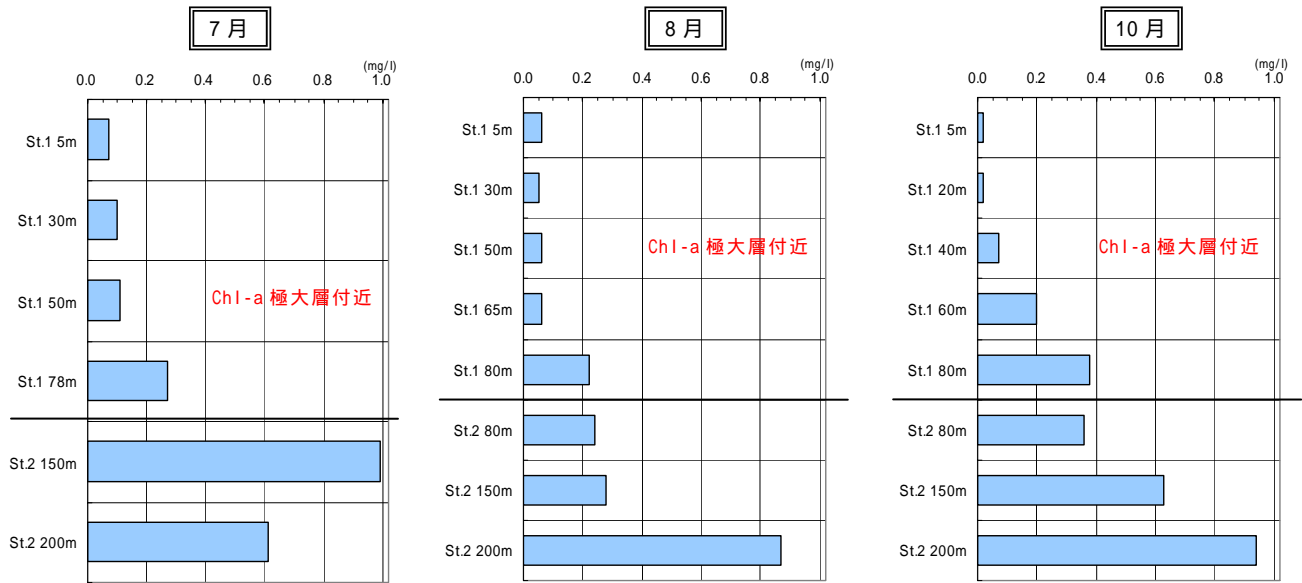 7 月
(mg/l)
0.0 0.2 0.4 0.6 0.8 1.0
St.1 5m
St.1 30m
St.1 50m
Chl-a 極大層付近
St.1 78m
St.2 150m
St.2 200m
8 月
(mg/l)
0.0 0.2 0.4 0.6 0.8 1.0
St.1 5m
St.1 30m
St.1 50m
Chl-a 極大層付近
St.1 65m
St.1 80m
St.2 80m
St.2 150m
St.2 200m
10 月
(mg/l)
0.0 0.2 0.4 0.6 0.8 1.0
St.1 5m
St.1 20m
St.1 40m
Chl-a 極大層付近
St.1 60m
St.1 80m
St.2 80m
St.2 150m
St.2 200m